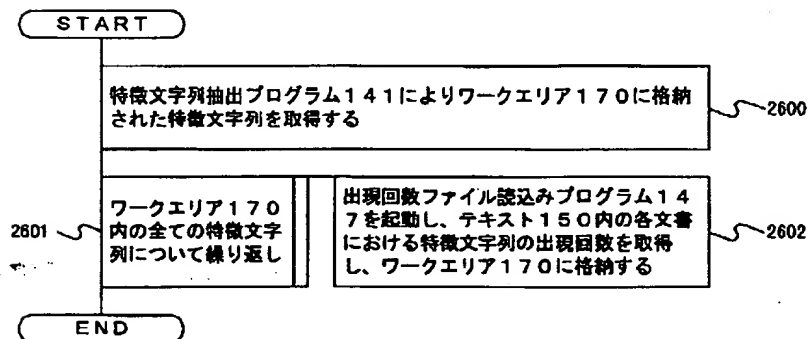 START
特徴文字列抽出プログラム141によりワークエリア170に格納
された特徴文字列を取得する
2600
2601
ワークエリア170
内の全ての特徴文字
列について繰り返し
出現回数ファイル読込みプログラム14
7を起動し、テキスト150内の各文書
における特徴文字列の出現回数を取得
し、ワークエリア170に格納する
2602
END